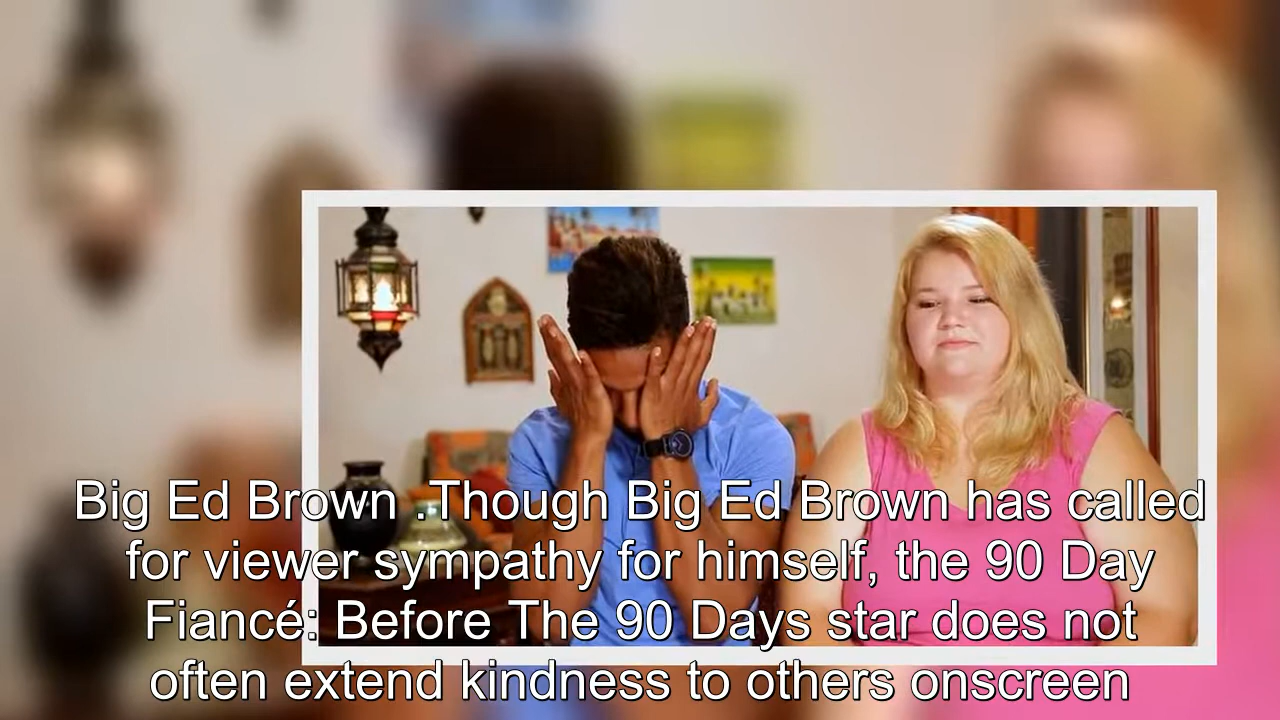 Big Ed Brown .Though Big Ed Brown has called
for viewer sympathy for himself, the 90 Day
Fiancé: Before The 90 Days star does not
often extend kindness to others onscreen